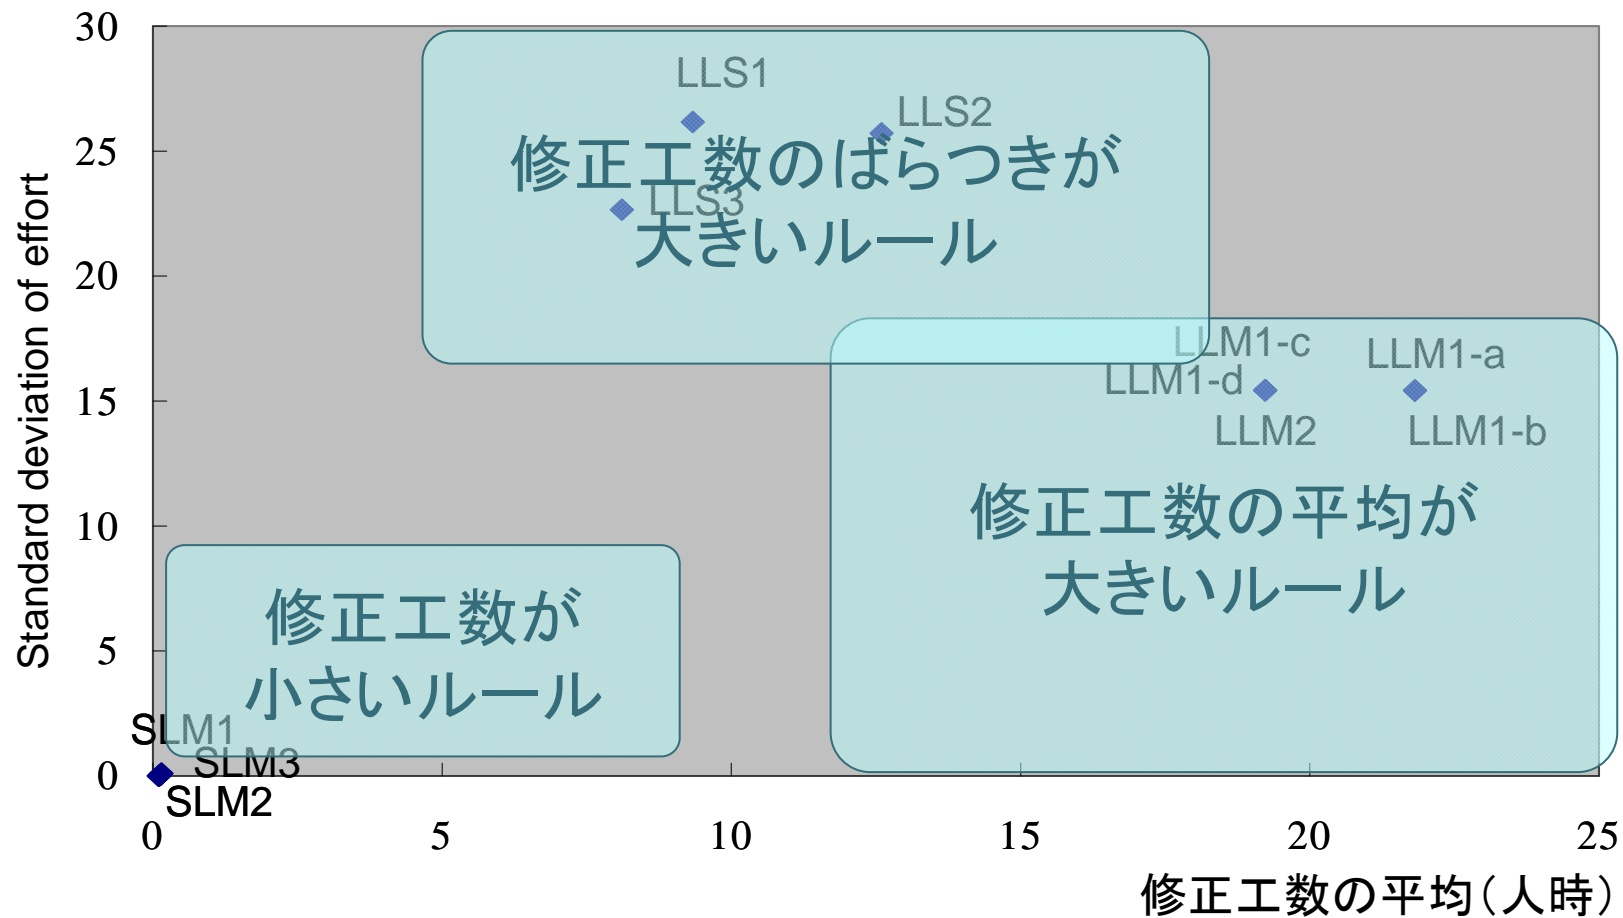 Standard deviation of effort
30
25
20
15
10
5
0
LLS1
LLS2
LLS3
修正工数のばらつきが
大きいルール
LLM1-c
LLM1-a
LLM1-d
LLM2
LLM1-b
修正工数の平均が
大きいルール
修正工数が
小さいルール
SLM1
SLM3
SLM2
0 5 10 15 20 25
修正工数の平均(人時)